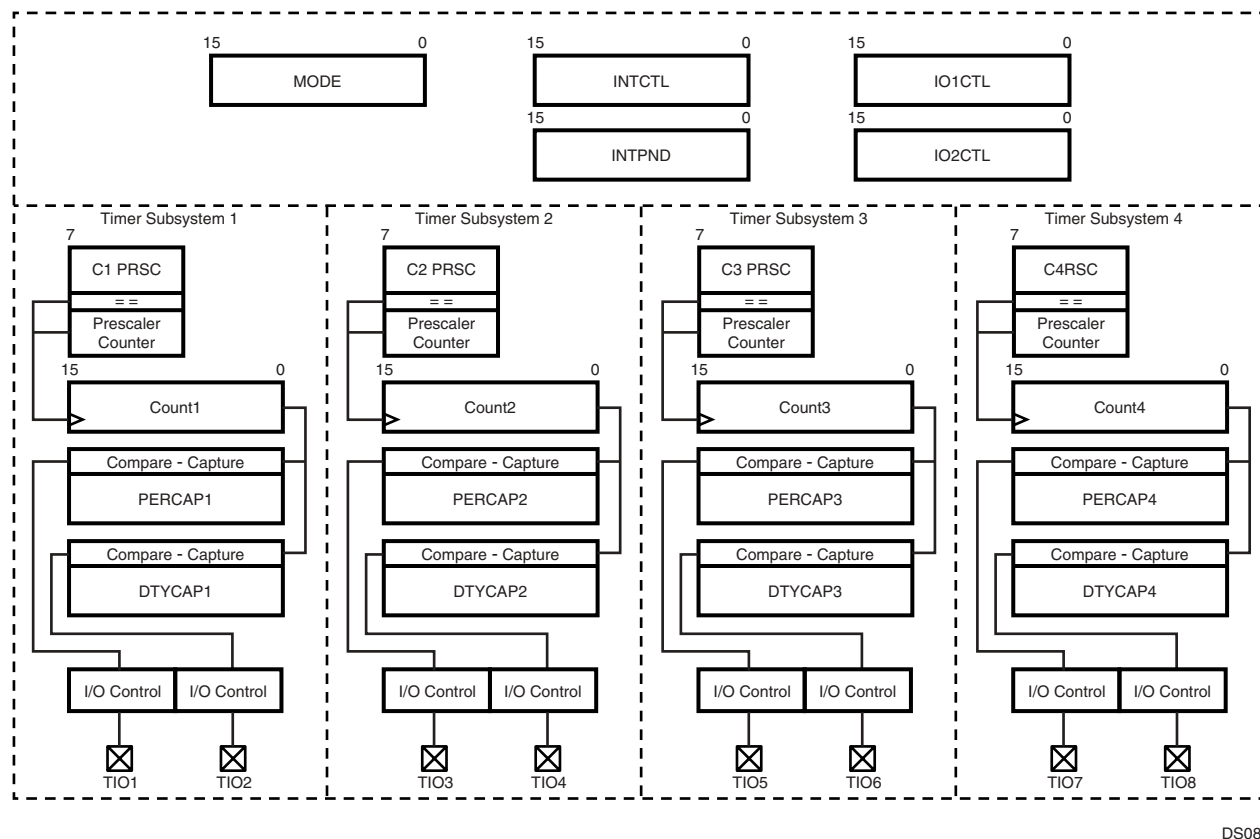 15 0 15 0 15 0
MODE INTCTL IO1CTL
15 0 15 0
INTPND IO2CTL
Timer Subsystem 1 Timer Subsystem 2 Timer Subsystem 3 Timer Subsystem 4
7 7 7 7
C1 PRSC C2 PRSC C3 PRSC C4RSC
= = = = = = = =
Prescaler Prescaler Prescaler Prescaler
Counter Counter Counter Counter
15 0 15 0 15 0 15 0
Count1 Count2 Count3 Count4
Compare - Capture Compare - Capture Compare - Capture Compare - Capture
PERCAP1 PERCAP2 PERCAP3 PERCAP4
Compare - Capture Compare - Capture Compare - Capture Compare - Capture
DTYCAP1 DTYCAP2 DTYCAP3 DTYCAP4
I/O Control I/O Control I/O Control I/O Control I/O Control I/O Control I/O Control I/O Control
TIO1 TIO2 TIO3 TIO4 TIO5 TIO6 TIO7 TIO8